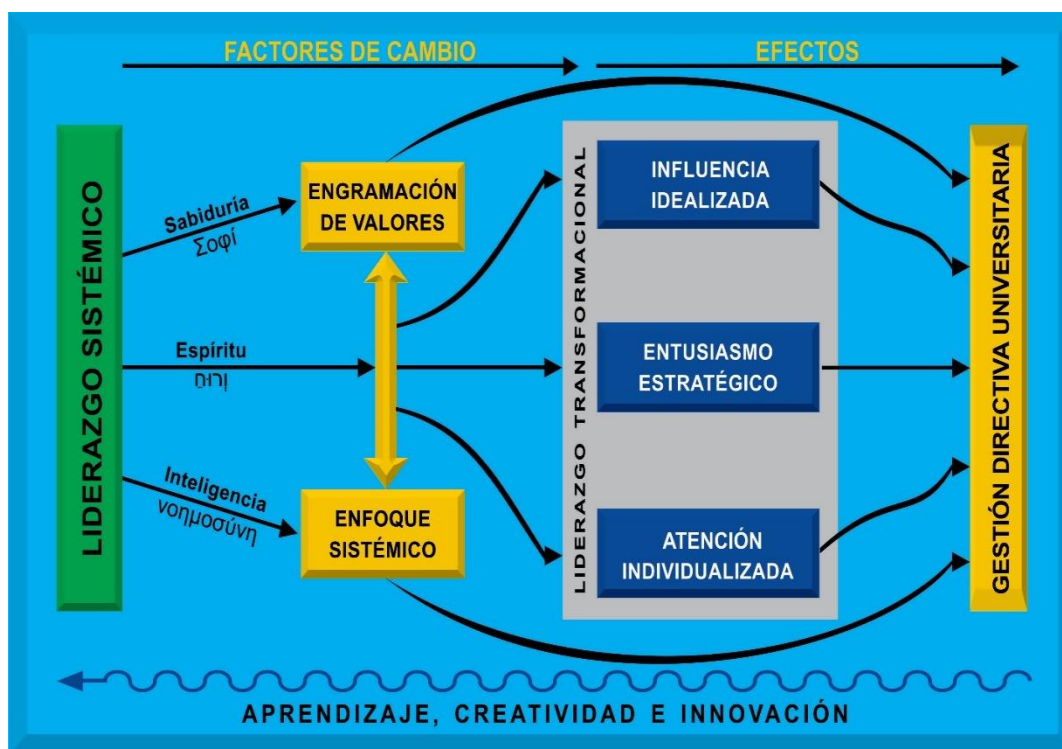 FACTORES DE CAMBIO
EFECTOS
LIDERAZGO SISTÉMICO
Sabiduría
Σοφί
Espíritu
וְרוּחַ
Inteligencia
νοημοσύνη
ENGRAMACIÓN
DE VALORES
ENFOQUE
SISTÉMICO
LIDERAZGO TRANSFORMACIONAL
INFLUENCIA
IDEALIZADA
ENTUSIASMO
ESTRATÉGICO
ATENCIÓN
INDIVIDUALIZADA
GESTIÓN DIRECTIVA UNIVERSITARIA
APRENDIZAJE, CREATIVIDAD E INNOVACIÓN